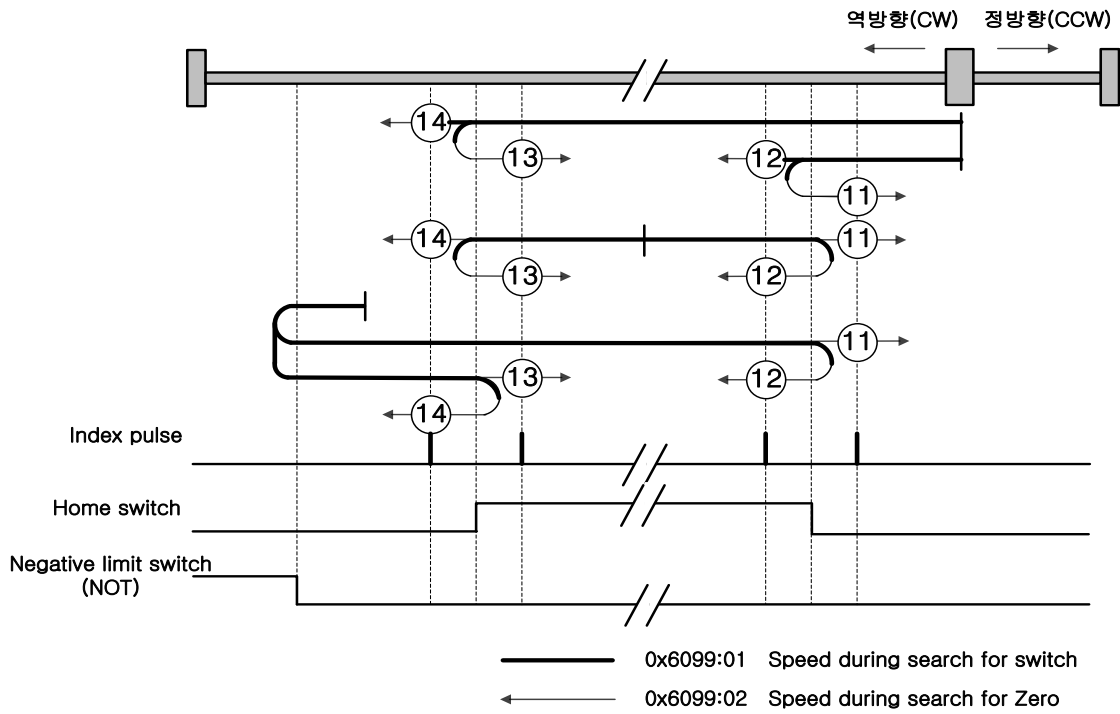 역방향(CW) 정방향(CCW)
14
13
12
11
14
11
13
12
11
13
12
14
Index pulse
Home switch
Negative limit switch
(NOT)
0x6099:01 Speed during search for switch
0x6099:02 Speed during search for Zero